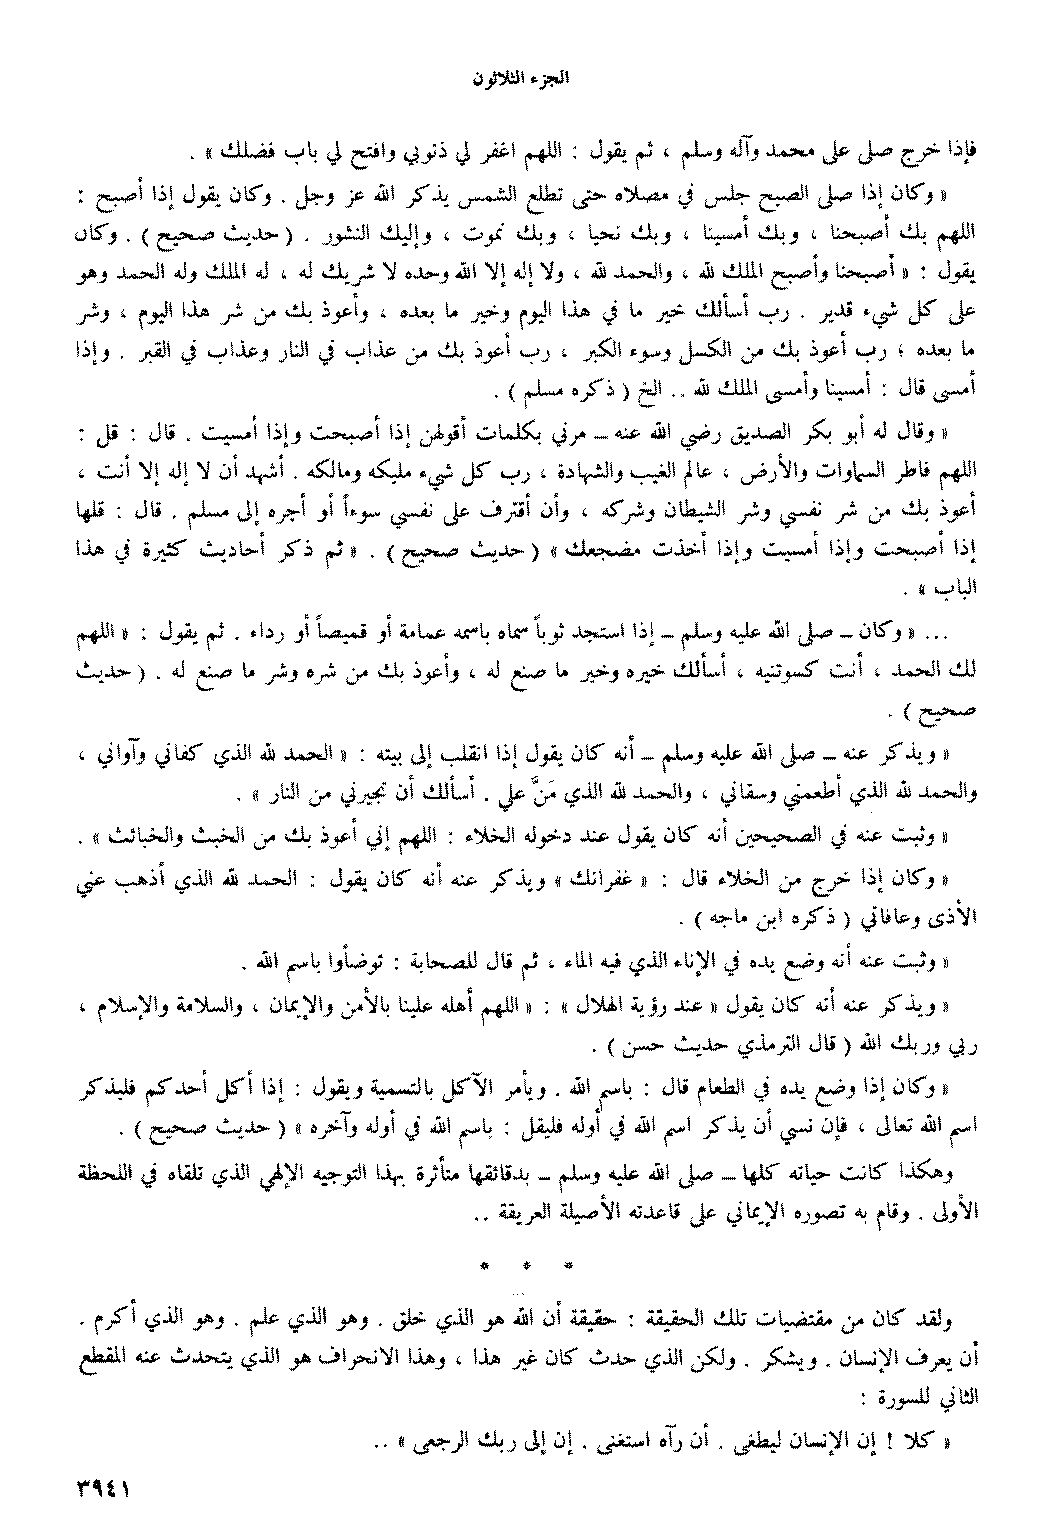 الجزء الثلاثون
فإذا خرج صلى على محمد وآله وسلم ، ثم يقول : اللهم اغفر لي ذنوبي وافتح لي باب فضلك » .
« وكان إذا صلى الصبح جلس في مصلاه حتى تطلع الشمس يذكر الله عز وجل . وكان يقول إذا أصبح :
اللهم بك أصبحنا ، وبك أمسينا ، وبك نحيا ، وبك نموت ، وإليك النشور . ( حديث صحيح ) . وكان
يقول : « أصبحنا وأصبح الملك لله ، والحمد لله ، ولا إله إلا الله وحده لا شريك له ، له الملك وله الحمد وهو
على كل شيء قدير . رب أسألك خير ما في هذا اليوم وخير ما بعده ، وأعوذ بك من شر هذا اليوم ، وشر
ما بعده ؛ رب أعوذ بك من الكسل وسوء الكبر ، رب أعوذ بك من عذاب في النار وعذاب في القبر . وإذا
أمسى قال : أمسينا وأمسى الملك لله .. الخ ( ذكره مسلم ) .
« وقال له أبو بكر الصديق رضي الله عنه ــ مرني بكلمات أقولهن إذا أصبحت وإذا أمسيت . قال : قل :
اللهم فاطر السماوات والأرض ، عالم الغيب والشهادة ، رب كل شيء مليكه ومالكه . أشهد أن لا إله إلا أنت ،
أعوذ بك من شر نفسي وشر الشيطان وشركه ، وأن أقترف على نفسي سوءاً أو أجره إلى مسلم . قال : قلها
إذا أصبحت وإذا أمسيت وإذا أخذت مضجعك » ( حديث صحيح ) . « ثم ذكر أحاديث كثيرة في هذا
الباب » .
... « وكان ــ صلى الله عليه وسلم ــ إذا استجد ثوباً سماه باسمه عمامة أو قميصاً أو رداء . ثم يقول : « اللهم
لك الحمد ، أنت كسوتنيه ، أسألك خيره وخير ما صنع له ، وأعوذ بك من شره وشر ما صنع له . ( حديث
صحيح ) .
« ويذكر عنه ــ صلى الله عليه وسلم ــ أنه كان يقول إذا انقلب إلى بيته : « الحمد لله الذي كفاني وآواني ،
والحمد لله الذي أطعمني وسقاني ، والحمد لله الذي مَنَّ علي . أسألك أن تجيرني من النار » .
« وثبت عنه في الصحيحين أنه كان يقول عند دخوله الخلاء : اللهم إني أعوذ بك من الخبث والخبائث » .
« وكان إذا خرج من الخلاء قال : « غفرانك » ويذكر عنه أنه كان يقول : الحمد لله الذي أذهب عني
الأذى وعافاني ( ذكره ابن ماجه ) .
« وثبت عنه أنه وضع يده في الإناء الذي فيه الماء ، ثم قال للصحابة : توضأوا باسم الله .
« ويذكر عنه أنه كان يقول « عند رؤية الهلال » : « اللهم أهله علينا بالأمن والإيمان ، والسلامة والإسلام ،
ربي وربك الله ( قال الترمذي حديث حسن ) .
« وكان إذا وضع يده في الطعام قال : باسم الله . ويأمر الآكل بالتسمية ويقول : إذا أكل أحدكم فليذكر
اسم الله تعالى ، فإن نسي أن يذكر اسم الله في أوله فليقل : باسم الله في أوله وآخره » ( حديث صحيح ) .
وهكذا كانت حياته كلها ــ صلى الله عليه وسلم ــ بدقائقها متأثرة بهذا التوجيه الإلهي الذي تلقاه في اللحظة
الأولى . وقام به تصوره الإيماني على قاعدته الأصيلة العريقة ..
* * *
ولقد كان من مقتضيات تلك الحقيقة : حقيقة أن الله هو الذي خلق . وهو الذي علم . وهو الذي أكرم .
أن يعرف الإنسان . ويشكر . ولكن الذي حدث كان غير هذا ، وهذا الانحراف هو الذي يتحدث عنه المقطع
الثاني للسورة :
« كلا ! إن الإنسان ليطغى . أن رآه استغنى . إن إلى ربك الرجعى » ..
٣٩٤١